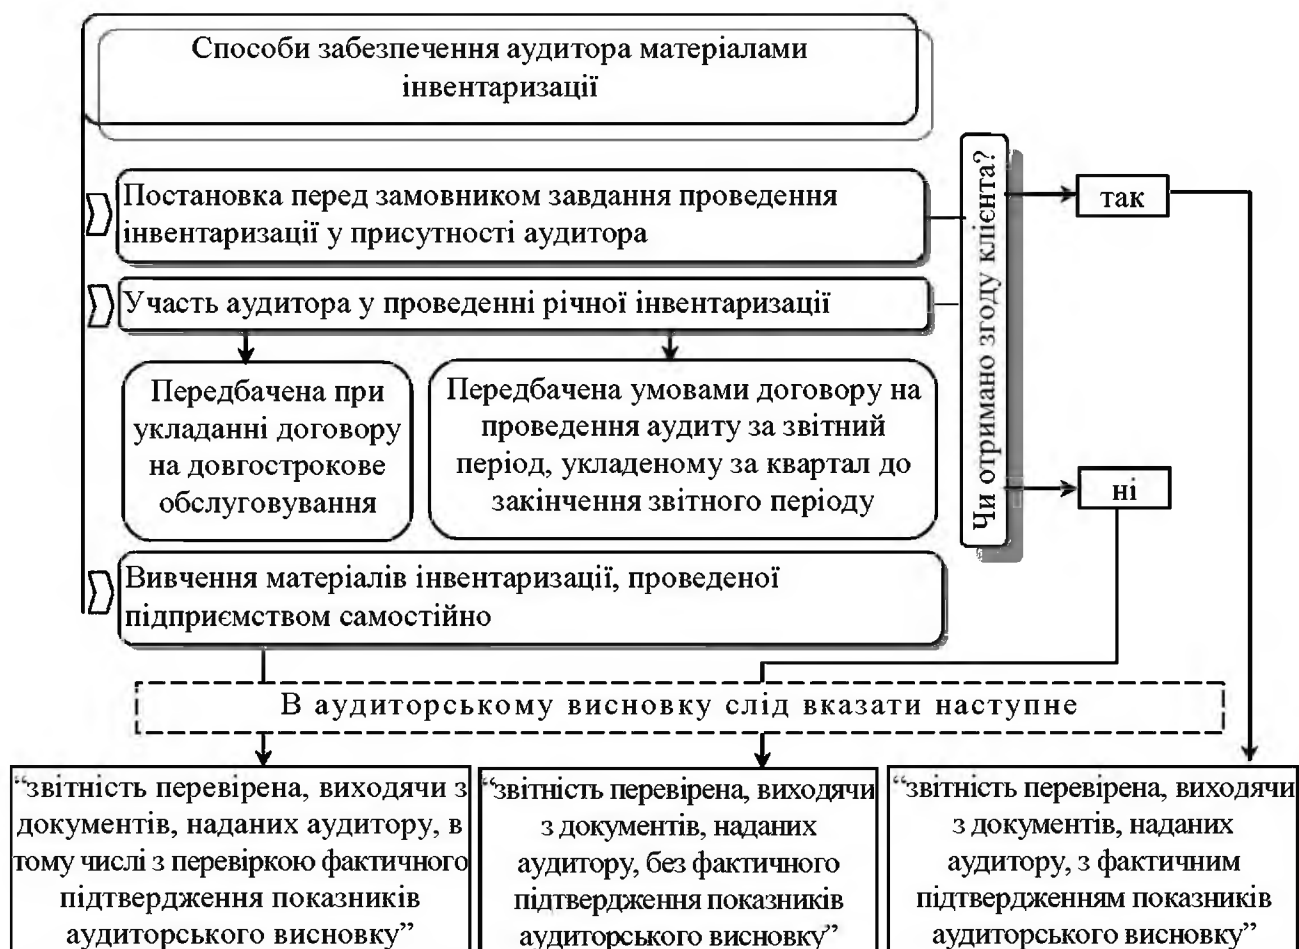 Способи забезпечення аудитора матеріалами
інвентаризації
Постановка перед замовником завдання проведення
інвентаризації у присутності аудитора
Участь аудитора у проведенні річної інвентаризації
Передбачена при
укладанні договору
на довгострокове
обслуговування
Передбачена умовами договору на
проведення аудиту за звітний
період, укладеному за квартал до
закінчення звітного періоду
Вивчення матеріалів інвентаризації, проведеної
підприємством самостійно
Чи отримано згоду клієнта?
так
ні
В аудиторському висновку слід вказати наступне
“звітність перевірена, виходячи з
документів, наданих аудитору, в
тому числі з перевіркою фактичного
підтвердження показників
аудиторського висновку”
“звітність перевірена, виходячи
з документів, наданих
аудитору, без фактичного
підтвердження показників
аудиторського висновку”
“звітність перевірена, виходячи
з документів, наданих
аудитору, з фактичним
підтвердженням показників
аудиторського висновку”